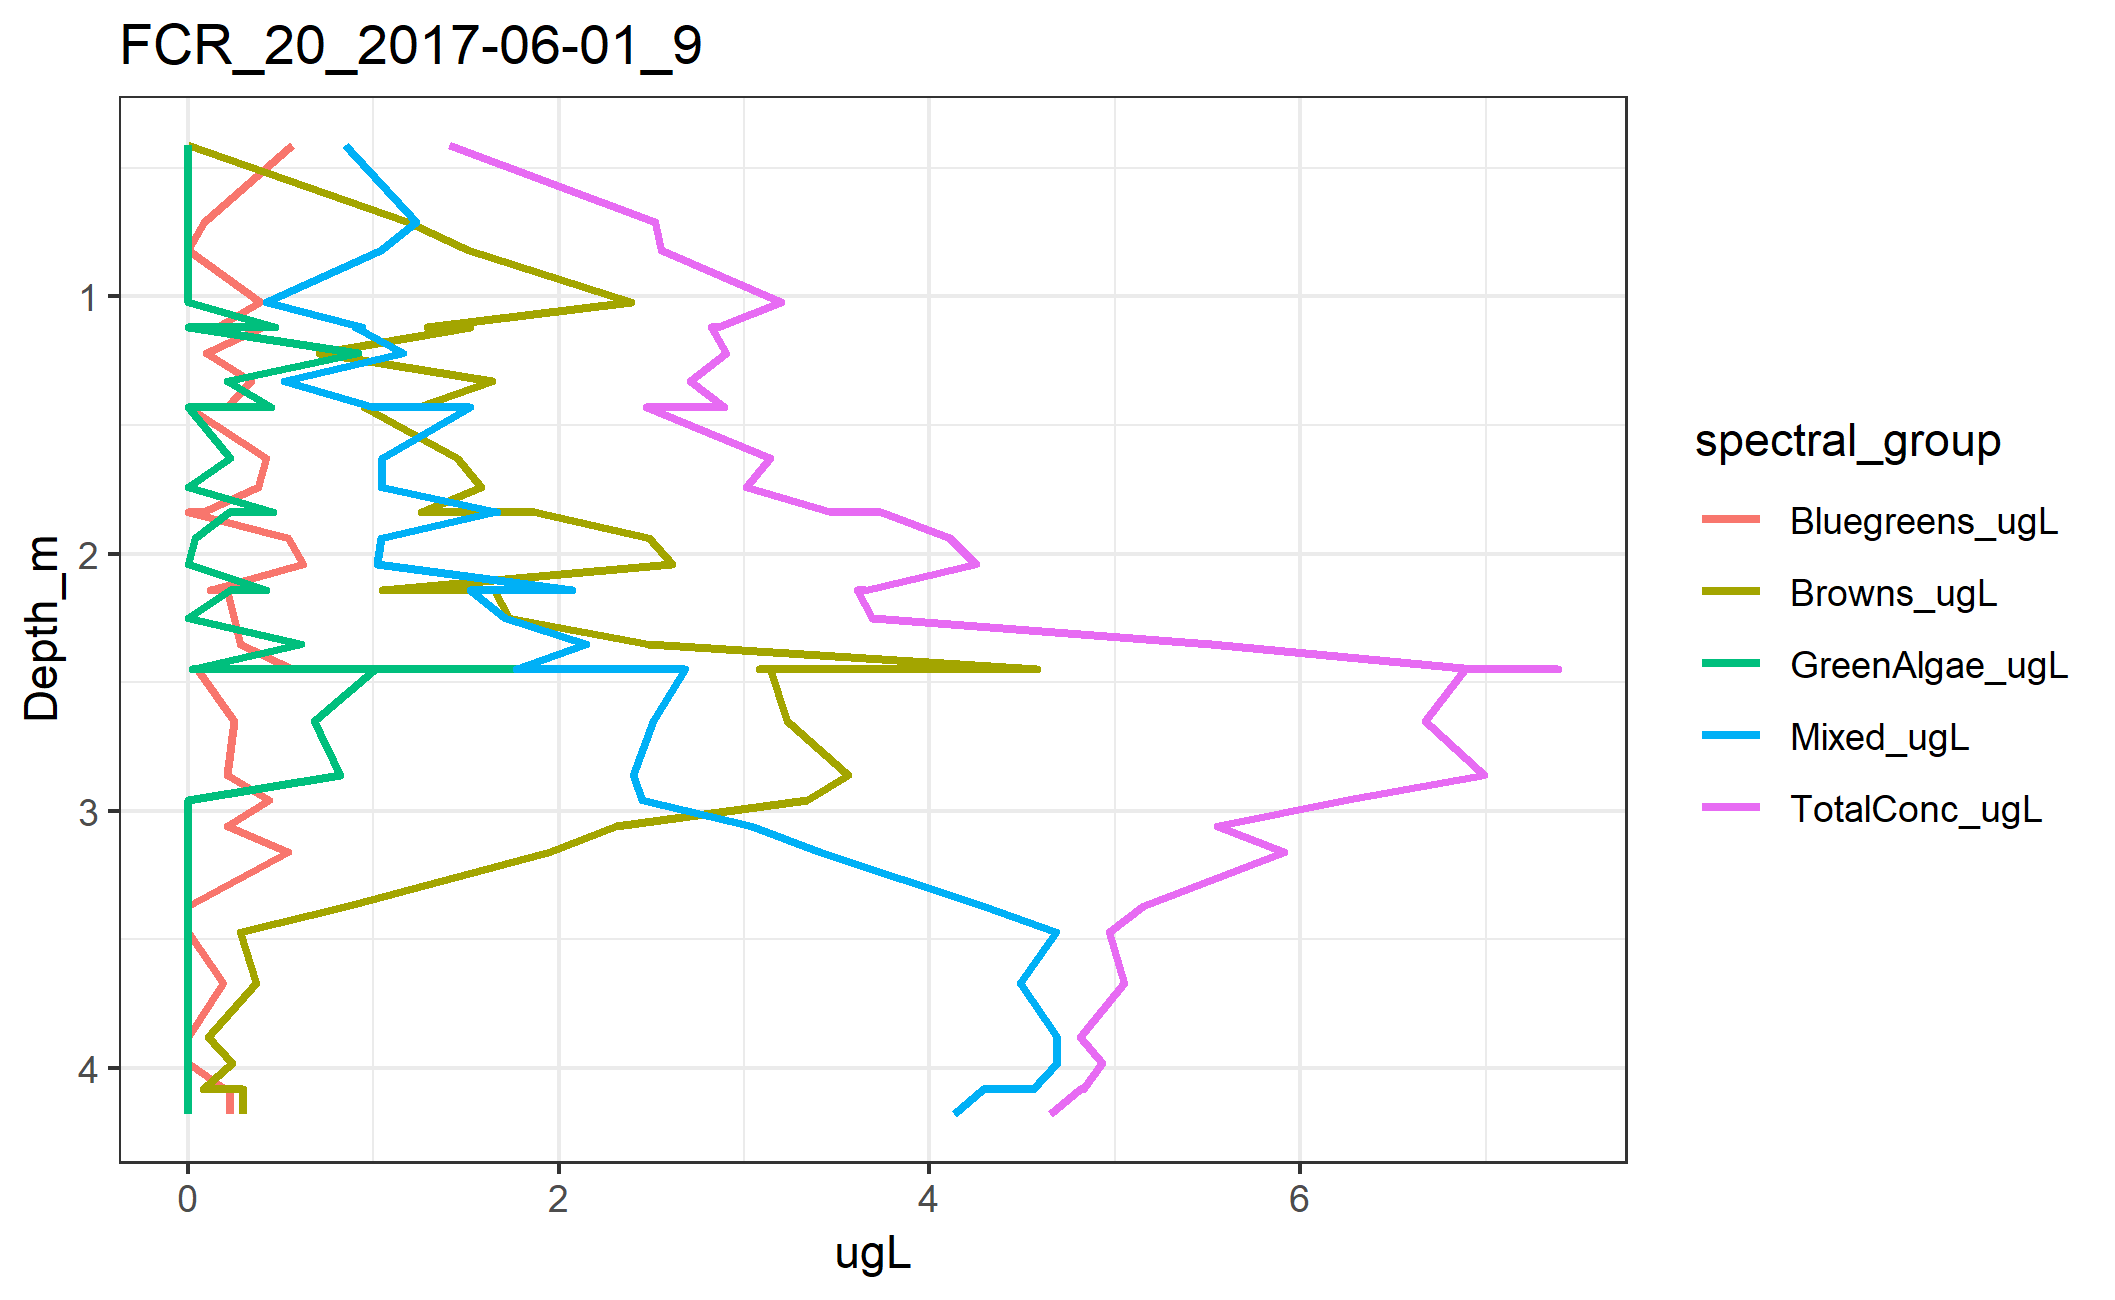 FCR_20_2017-06-01_9
Depth_m
1
2
3
4
0
2
4
6
ugL
spectral_group
Bluegreens_ugL
Browns_ugL
GreenAlgae_ugL
Mixed_ugL
TotalConc_ugL